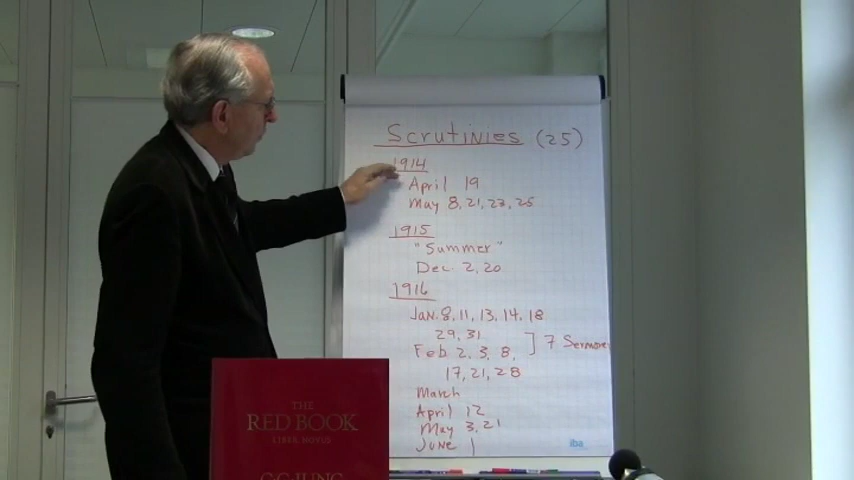 Scrutinies (25)
1914
April 19
May 8, 21, 23, 25
1915
"Summer"
Dec. 2, 20
1916
Jan. 8, 11, 13, 14, 18
29, 31
Feb. 2, 3, 8,
] 7 Sermones
17, 21, 28
March
April 12
May 3, 21
June 1
iba
THE
RED BOOK
LIBER NOVUS
C.G. JUNG